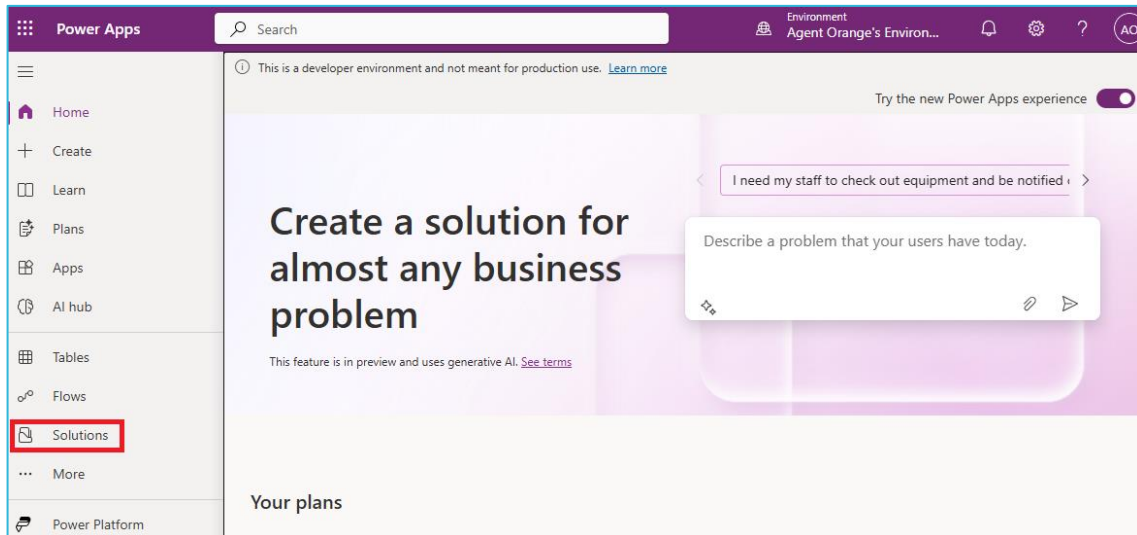 Power Apps
Search
Environment
Agent Orange's Environ...
?
AO
This is a developer environment and not meant for production use. Learn more
Try the new Power Apps experience
Home
Create
Learn
Plans
Apps
AI hub
Tables
Flows
Solutions
More
Power Platform
Create a solution for
almost any business
problem
This feature is in preview and uses generative AI. See terms
I need my staff to check out equipment and be notified
Describe a problem that your users have today.
Your plans